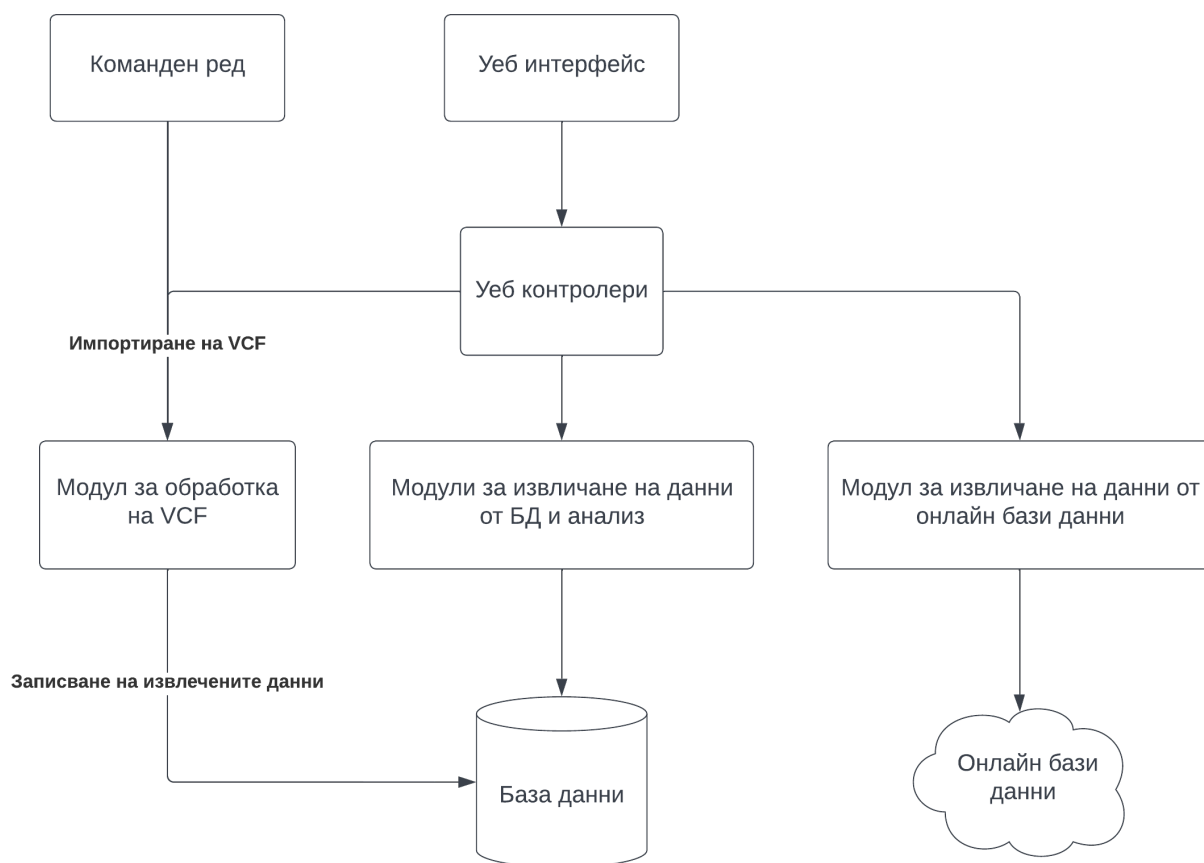 Команден ред
Уеб интерфейс
Уеб контролери
Импортиране на VCF
Модул за обработка
на VCF
Модули за извличане на данни
от БД и анализ
Модул за извличане на данни от
онлайн бази данни
Записване на извлечените данни
База данни
Онлайн бази
данни